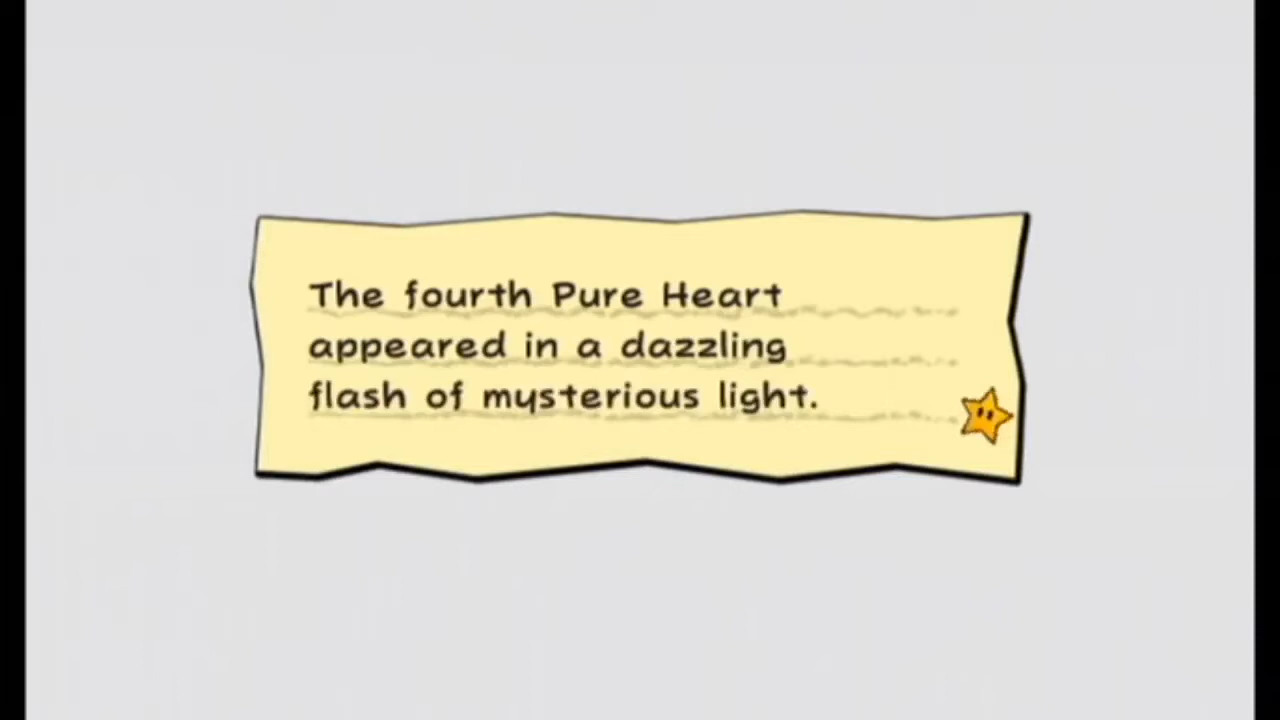 The fourth Pure Heart
appeared in a dazzling
flash of mysterious light.